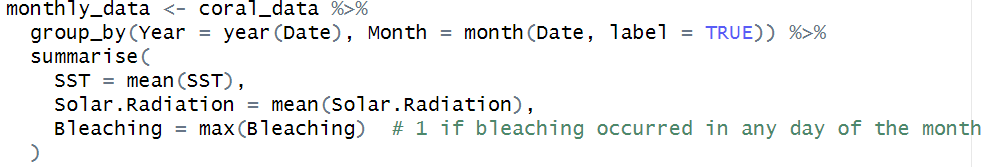 monthly_data <- coral_data %>%
  group_by(Year = year(Date), Month = month(Date, label = TRUE)) %>%
  summarise(
    SST = mean(SST),
    Solar.Radiation = mean(Solar.Radiation),
    Bleaching = max(Bleaching)  # 1 if bleaching occurred in any day of the month
  )